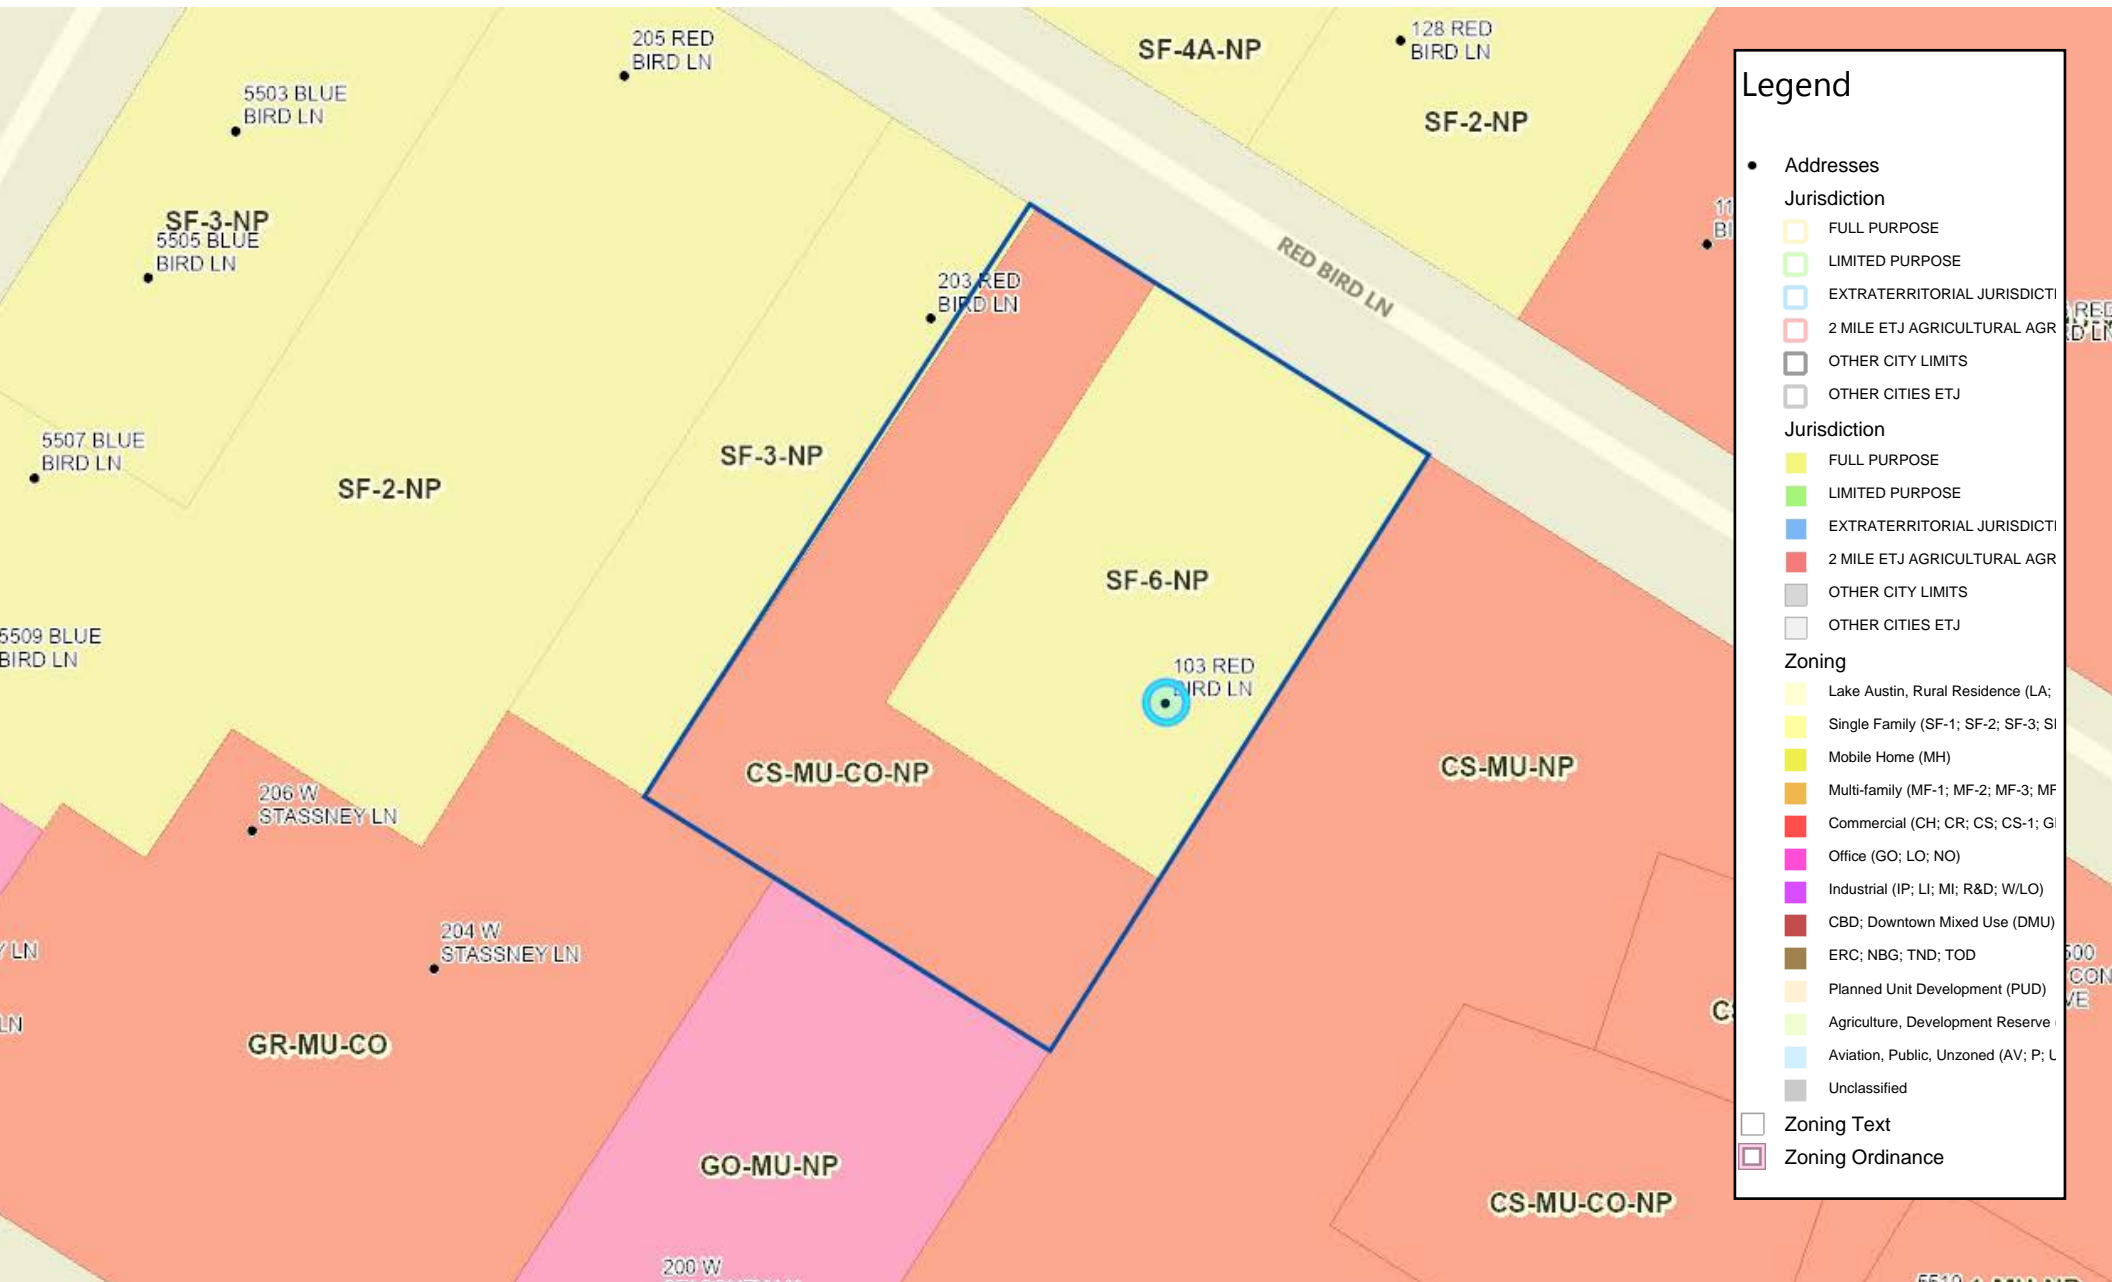 205 RED
BIRD LN
SF-4A-NP
128 RED
BIRD LN
5503 BLUE
BIRD LN
SF-2-NP
SF-3-NP
5505 BLUE
BIRD LN
11
BI
RED BIRD LN
203 RED
BIRD LN
RED
5507 BLUE
BIRD LN
SF-3-NP
SF-2-NP
SF-6-NP
5509 BLUE
BIRD LN
103 RED
BIRD LN
CS-MU-CO-NP
CS-MU-NP
206 W
STASSNEY LN
204 W
STASSNEY LN
LN
LN
GR-MU-CO
GO-MU-NP
CS-MU-CO-NP
200 W
Legend
Addresses
Jurisdiction
FULL PURPOSE
LIMITED PURPOSE
EXTRATERRITORIAL JURISDICTI
2 MILE ETJ AGRICULTURAL AGR
OTHER CITY LIMITS
OTHER CITIES ETJ
Jurisdiction
FULL PURPOSE
LIMITED PURPOSE
EXTRATERRITORIAL JURISDICTI
2 MILE ETJ AGRICULTURAL AGR
OTHER CITY LIMITS
OTHER CITIES ETJ
Zoning
Lake Austin, Rural Residence (LA;
Single Family (SF-1; SF-2; SF-3; SI
Mobile Home (MH)
Multi-family (MF-1; MF-2; MF-3; MF
Commercial (CH; CR; CS; CS-1; G
Office (GO; LO; NO)
Industrial (IP; LI; MI; R&D; W/LO)
CBD; Downtown Mixed Use (DMU)
ERC; NBG; TND; TOD
Planned Unit Development (PUD)
Agriculture, Development Reserve
Aviation, Public, Unzoned (AV; P; U
Unclassified
Zoning Text
Zoning Ordinance